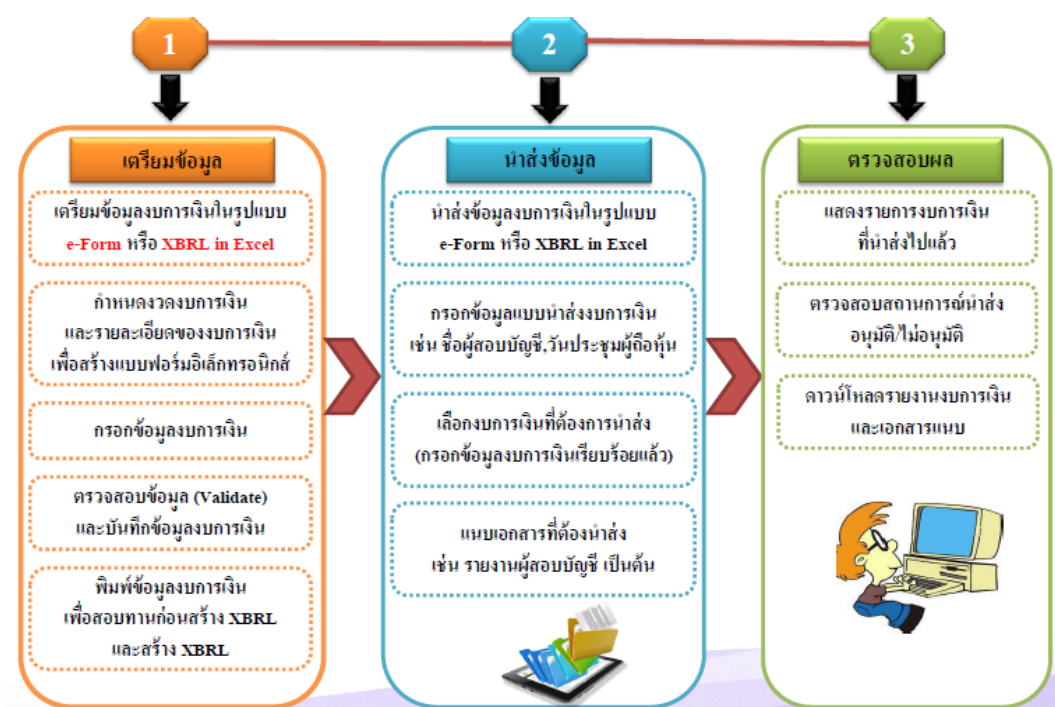 1
2
3
เตรียมข้อมูล
เตรียมข้อมูลงบการเงินในรูปแบบ
e-Form หรือ XBRL in Excel
กำหนดงวดงบการเงิน
และรายละเอียดของงบการเงิน
เพื่อสร้างแบบฟอร์มอิเล็กทรอนิกส์
กรอกข้อมูลงบการเงิน
ตรวจสอบข้อมูล (Validate)
และบันทึกข้อมูลงบการเงิน
พิมพ์ข้อมูลงบการเงิน
เพื่อสอบทานก่อนสร้าง XBRL
และสร้าง XBRL
นำส่งข้อมูล
นำส่งข้อมูลงบการเงินในรูปแบบ
e-Form หรือ XBRL in Excel
กรอกข้อมูลแบบนำส่งงบการเงิน
เช่น ชื่อผู้สอบบัญชี,วันประชุมผู้ถือหุ้น
เลือกงบการเงินที่ต้องการนำส่ง
(กรอกข้อมูลงบการเงินเรียบร้อยแล้ว)
แนบเอกสารที่ต้องนำส่ง
เช่น รายงานผู้สอบบัญชี เป็นต้น
ตรวจสอบผล
แสดงรายการงบการเงิน
ที่นำส่งไปแล้ว
ตรวจสอบสถานการณ์นำส่ง
อนุมัติ/ไม่อนุมัติ
ดาวน์โหลดรายงานงบการเงิน
และเอกสารแนบ